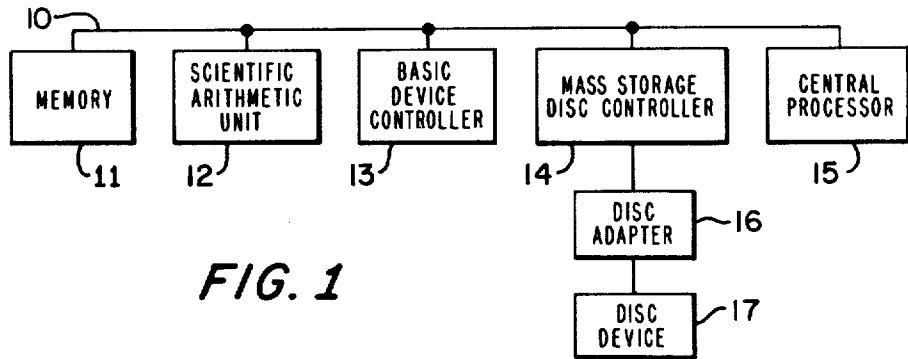 10
MEMORY
11
SCIENTIFIC
ARITHMETIC
UNIT
12
BASIC
DEVICE
CONTROLLER
13
MASS STORAGE
DISC CONTROLLER
14
CENTRAL
PROCESSOR
15
DISC
ADAPTER
16
DISC
DEVICE
17
FIG. 1